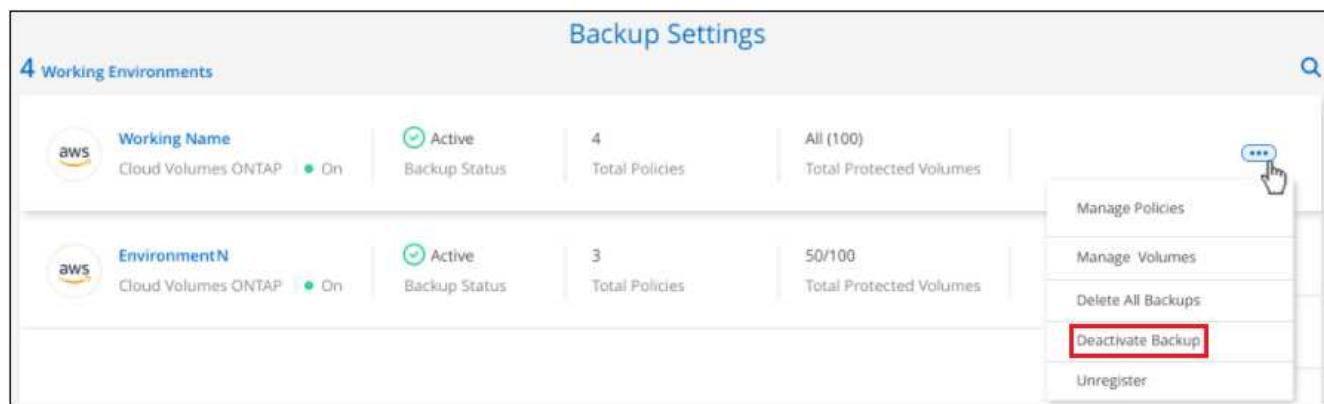 Backup Settings
4 Working Environments
aws
Working Name
Cloud Volumes ONTAP On
Active
Backup Status
4
Total Policies
All (100)
Total Protected Volumes
Manage Policies
Manage Volumes
Delete All Backups
Deactivate Backup
Unregister
aws
EnvironmentN
Cloud Volumes ONTAP On
Active
Backup Status
3
Total Policies
50/100
Total Protected Volumes